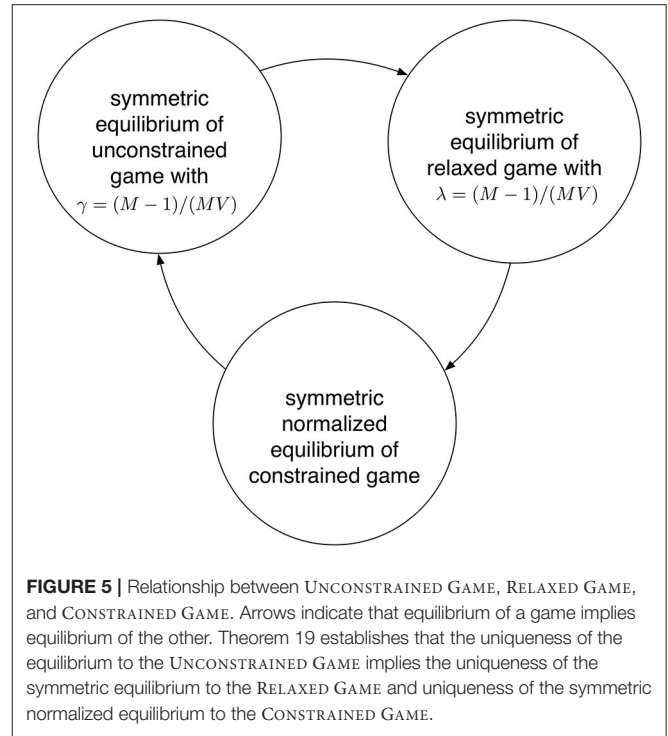 symmetric
equilibrium of
unconstrained
game with
γ = (M − 1)/(MV)
symmetric
equilibrium of
relaxed game with
λ = (M − 1)/(MV)
symmetric
normalized
equilibrium of
constrained game
FIGURE 5 | Relationship between UNCONSTRAINED GAME, RELAXED GAME,
and CONSTRAINED GAME. Arrows indicate that equilibrium of a game implies
equilibrium of the other. Theorem 19 establishes that the uniqueness of the
equilibrium to the UNCONSTRAINED GAME implies the uniqueness of the
symmetric equilibrium to the RELAXED GAME and uniqueness of the symmetric
normalized equilibrium to the CONSTRAINED GAME.